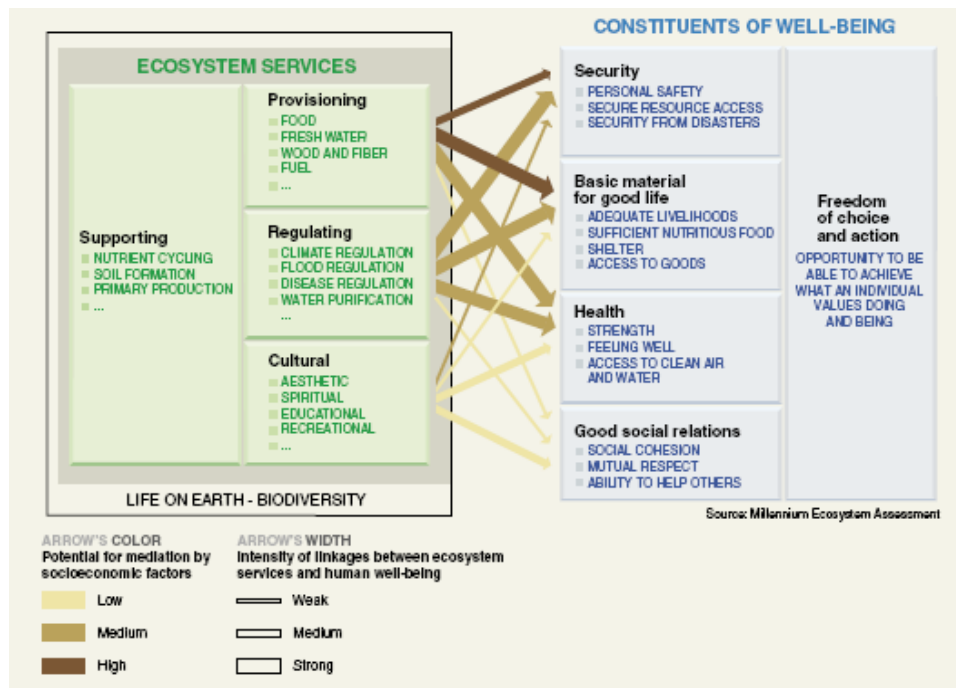 CONSTITUENTS OF WELL-BEING
ECOSYSTEM SERVICES
Supporting
NUTRIENT CYCLING
SOIL FORMATION
PRIMARY PRODUCTION
...
Provisioning
FOOD
FRESH WATER
WOOD AND FIBER
FUEL
...
Regulating
CLIMATE REGULATION
FLOOD REGULATION
DISEASE REGULATION
WATER PURIFICATION
...
Cultural
AESTHETIC
SPIRITUAL
EDUCATIONAL
RECREATIONAL
...
LIFE ON EARTH - BIODIVERSITY
Security
PERSONAL SAFETY
SECURE RESOURCE ACCESS
SECURITY FROM DISASTERS
Basic material
for good life
ADEQUATE LIVELIHOODS
SUFFICIENT NUTRITIOUS FOOD
SHELTER
ACCESS TO GOODS
Health
STRENGTH
FEELING WELL
ACCESS TO CLEAN AIR
AND WATER
Good social relations
SOCIAL COHESION
MUTUAL RESPECT
ABILITY TO HELP OTHERS
Freedom
of choice
and action
OPPORTUNITY TO BE
ABLE TO ACHIEVE
WHAT AN INDIVIDUAL
VALUES DOING
AND BEING
Source: Millennium Ecosystem Assessment
ARROW'S COLOR
Potential for mediation by
socioeconomic factors
Low
Medium
High
ARROW'S WIDTH
Intensity of linkages between ecosystem
services and human well-being
Weak
Medium
Strong